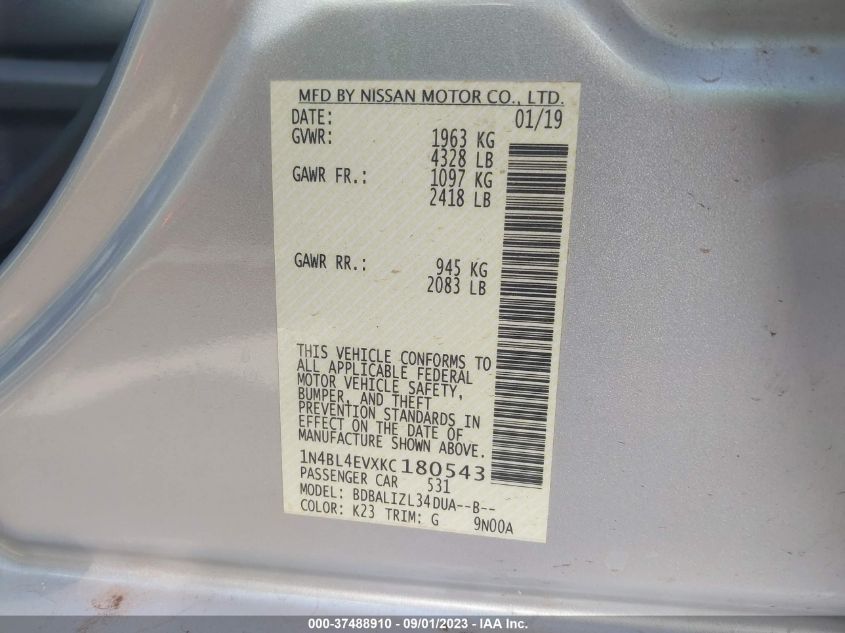 MFD BY NISSAN MOTOR CO., LTD.
DATE: 01/19
GVWR: 1963 KG
4328 LB
GAWR FR.: 1097 KG
2418 LB
GAWR RR.: 945 KG
2083 LB
THIS VEHICLE CONFORMS TO
ALL APPLICABLE FEDERAL
MOTOR VEHICLE SAFETY,
BUMPER, AND THEFT
PREVENTION STANDARDS IN
EFFECT ON THE DATE OF
MANUFACTURE SHOWN ABOVE.
1N4BL4EVXKC180543
PASSENGER CAR 531
MODEL: BDBALIZL34DUA--B--
COLOR: K23 TRIM: G 9N00A
000-37488910 - 09/01/2023 - IAA Inc.